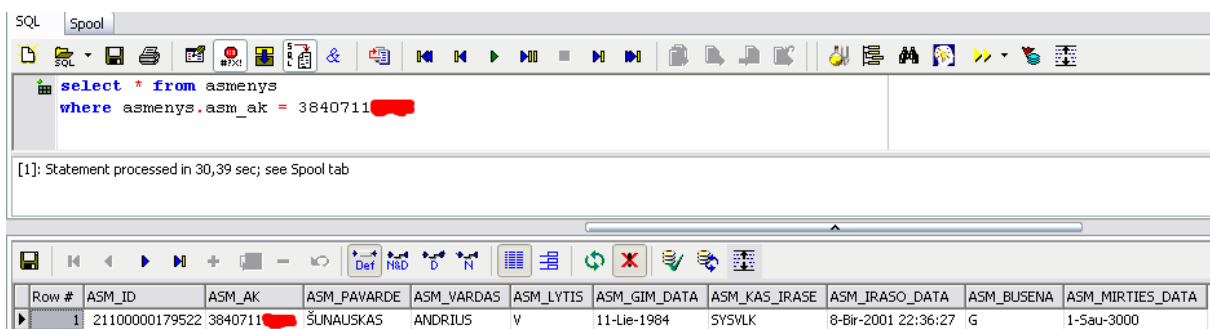 SQL Spool
select * from asmenys
where asmenys.asm_ak = 3840711
[1]: Statement processed in 30,39 sec; see Spool tab
Def N&D D N
Row # ASM_ID ASM_AK ASM_PAVARDE ASM_VARDAS ASM_LYTIS ASM_GIM_DATA ASM_KAS_IRASE ASM_IRASO_DATA ASM_BUSENA ASM_MIRTIES_DATA
1 21100000179522 3840711 ŠUNAUSKAS ANDRIUS V 11-Lie-1984 SYSVLK 8-Bir-2001 22:36:27 G 1-Sau-3000